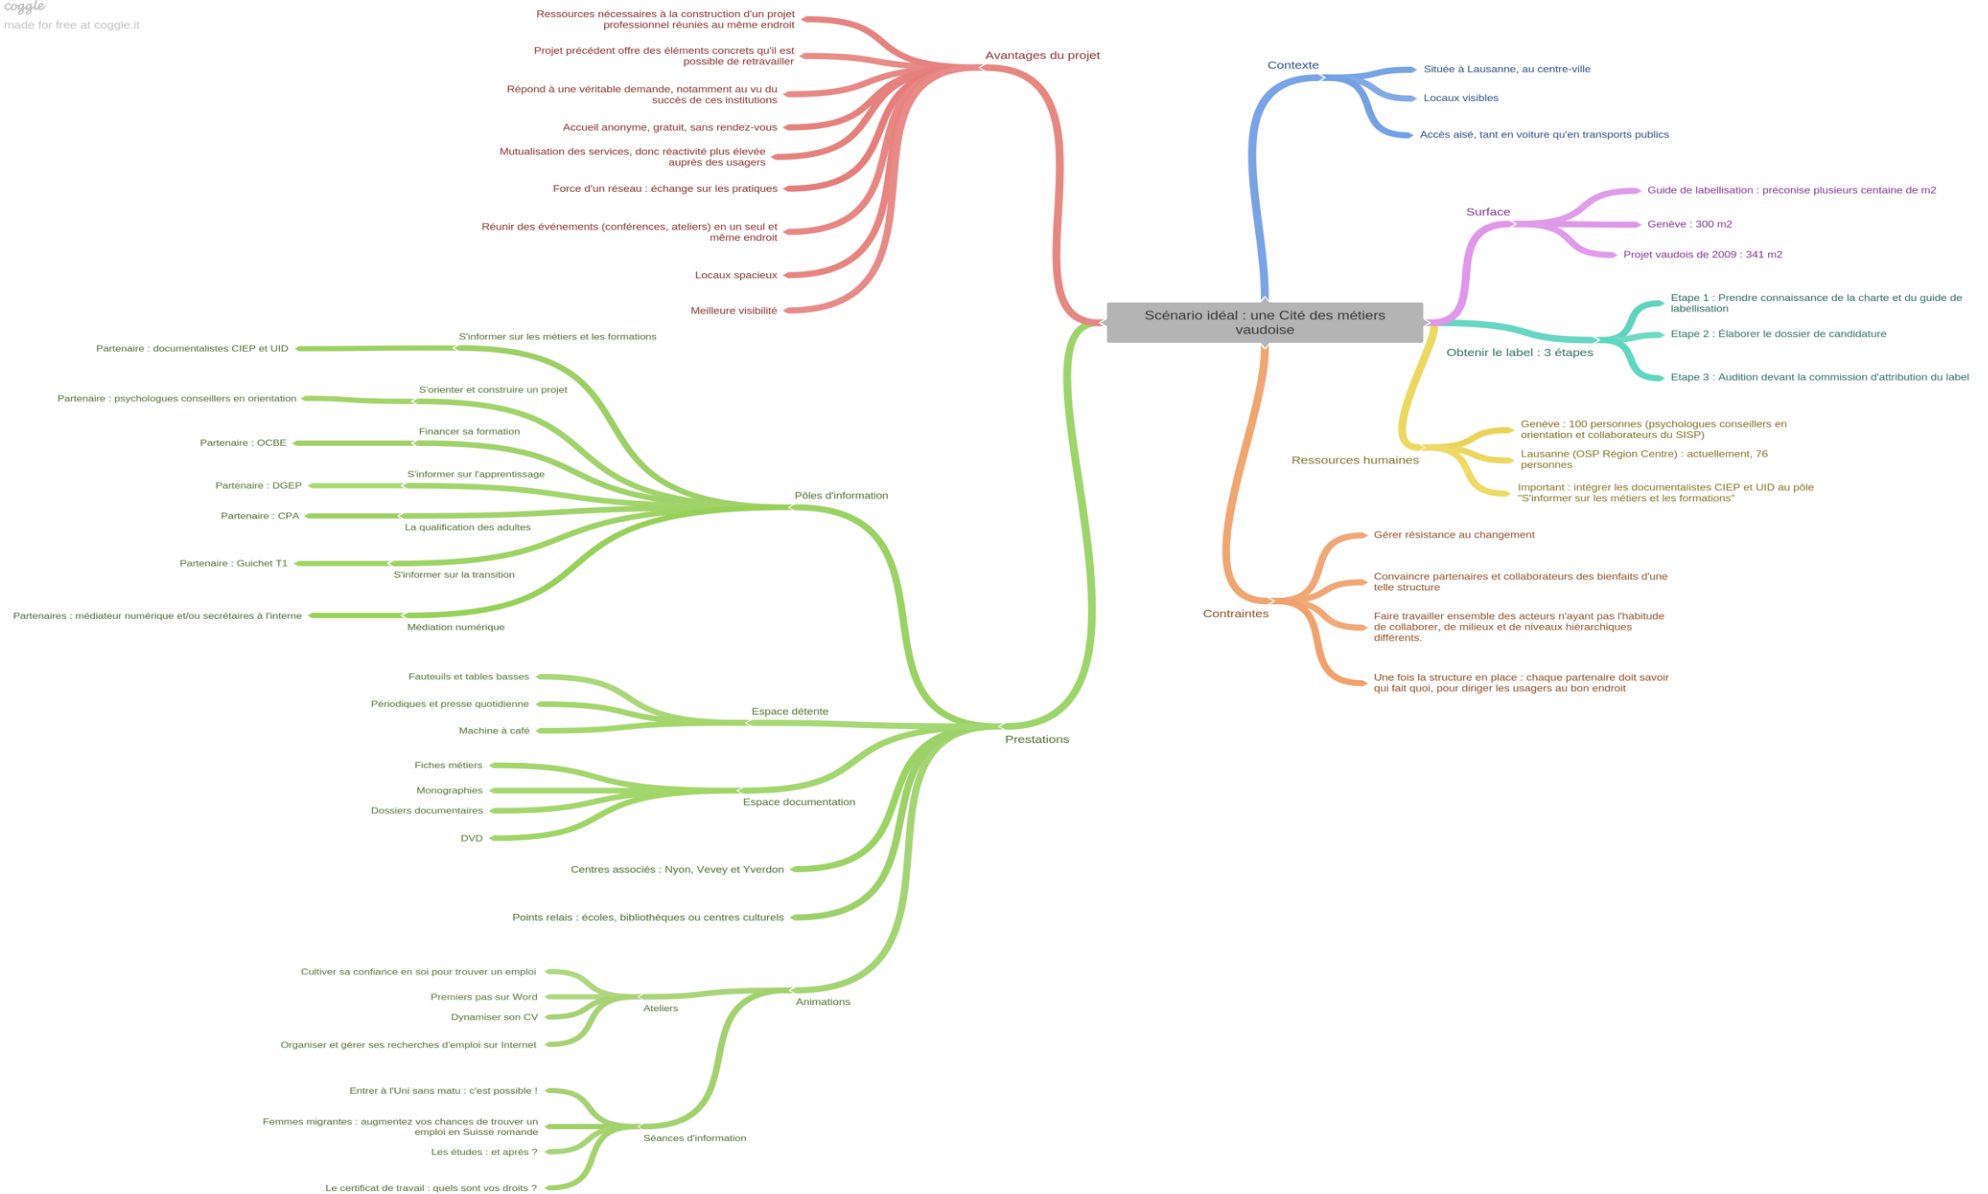 coggle
made for free at coggle.it
Scénario idéal : une Cité des métiers
vaudoise
Avantages du projet
Ressources nécessaires à la construction d'un projet
professionnel réunies au même endroit
Projet précédent offre des éléments concrets qu'il est
possible de retravailler
Répond à une véritable demande, notamment au vu du
succès de ces institutions
Accueil anonyme, gratuit, sans rendez-vous
Mutualisation des services, donc réactivité plus élevée
auprès des usagers
Force d'un réseau : échange sur les pratiques
Réunir des événements (conférences, ateliers) en un seul et
même endroit
Locaux spacieux
Meilleure visibilité
Contexte
Située à Lausanne, au centre-ville
Locaux visibles
Accès aisé, tant en voiture qu'en transports publics
Surface
Guide de labellisation : préconise plusieurs centaine de m2
Genève : 300 m2
Projet vaudois de 2009 : 341 m2
Obtenir le label : 3 étapes
Etape 1 : Prendre connaissance de la charte et du guide de
labellisation
Etape 2 : Élaborer le dossier de candidature
Etape 3 : Audition devant la commission d'attribution du label
Ressources humaines
Genève : 100 personnes (psychologues conseillers en
orientation et collaborateurs du SISP)
Lausanne (OSP Région Centre) : actuellement, 76
personnes
Important : intégrer les documentalistes CIEP et UID au pôle
"S'informer sur les métiers et les formations"
Contraintes
Gérer résistance au changement
Convaincre partenaires et collaborateurs des bienfaits d'une
telle structure
Faire travailler ensemble des acteurs n'ayant pas l'habitude
de collaborer, de milieux et de niveaux hiérarchiques
différents.
Une fois la structure en place : chaque partenaire doit savoir
qui fait quoi, pour diriger les usagers au bon endroit
Prestations
Pôles d'information
S'informer sur les métiers et les formations
Partenaire : documentalistes CIEP et UID
S'orienter et construire un projet
Partenaire : psychologues conseillers en orientation
Financer sa formation
Partenaire : OCBE
S'informer sur l'apprentissage
Partenaire : DGEP
La qualification des adultes
Partenaire : CPA
S'informer sur la transition
Partenaire : Guichet T1
Médiation numérique
Partenaires : médiateur numérique et/ou secrétaires à l'interne
Espace détente
Fauteuils et tables basses
Périodiques et presse quotidienne
Machine à café
Espace documentation
Fiches métiers
Monographies
Dossiers documentaires
DVD
Centres associés : Nyon, Vevey et Yverdon
Points relais : écoles, bibliothèques ou centres culturels
Animations
Ateliers
Cultiver sa confiance en soi pour trouver un emploi
Premiers pas sur Word
Dynamiser son CV
Organiser et gérer ses recherches d'emploi sur Internet
Séances d'information
Entrer à l'Uni sans matu : c'est possible !
Femmes migrantes : augmentez vos chances de trouver un
emploi en Suisse romande
Les études : et après ?
Le certificat de travail : quels sont vos droits ?